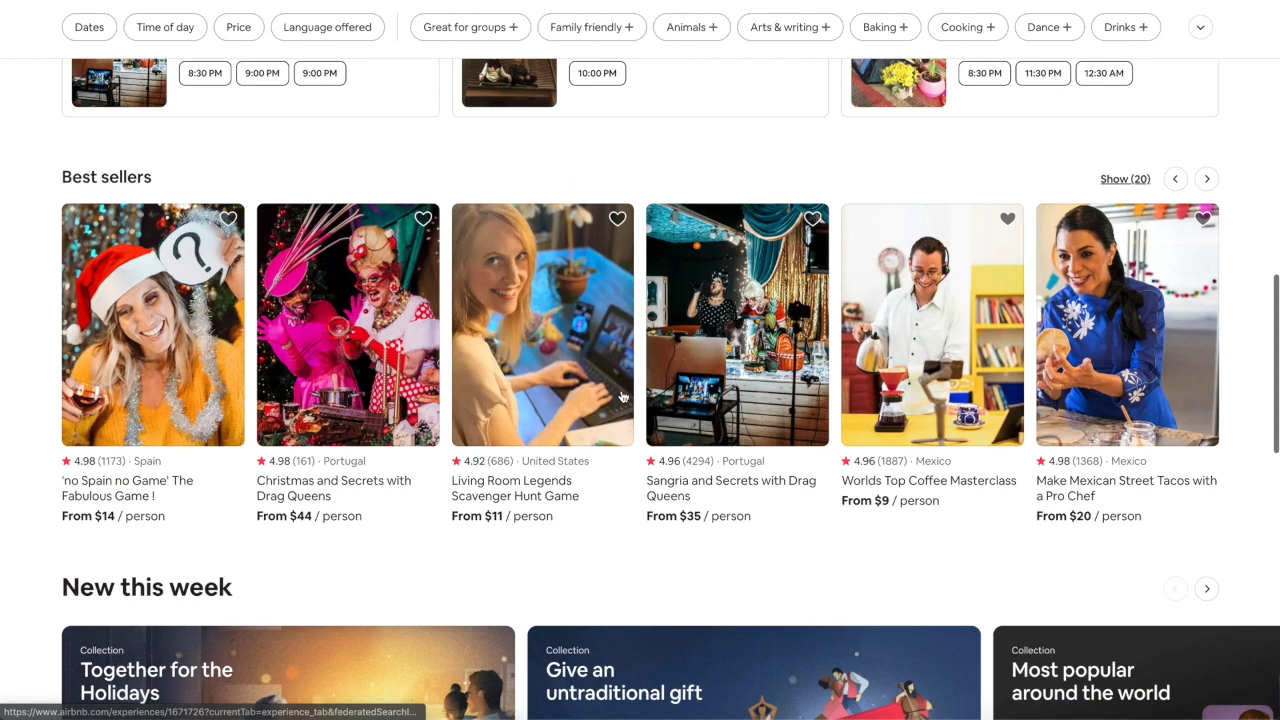 Dates
Time of day
Price
Language offered
Great for groups +
Family friendly +
Animals +
Arts & writing +
Baking +
Cooking +
Dance +
Drinks +
8:30 PM
9:00 PM
9:00 PM
10:00 PM
8:30 PM
11:30 PM
12:30 AM
Best sellers
Show (20)
?
4.98 (1173) · Spain
'no Spain no Game' The
Fabulous Game !
From $14 / person
4.98 (161) · Portugal
Christmas and Secrets with
Drag Queens
From $44 / person
4.92 (686) · United States
Living Room Legends
Scavenger Hunt Game
From $11 / person
4.96 (4294) · Portugal
Sangria and Secrets with Drag
Queens
From $35 / person
4.96 (1887) · Mexico
Worlds Top Coffee Masterclass
From $9 / person
4.98 (1368) · Mexico
Make Mexican Street Tacos with
a Pro Chef
From $20 / person
New this week
Collection
Together for the
Holidays
Collection
Give an
untraditional gift
Collection
Most popular
around the world
https://www.airbnb.com/experiences/1671726?currentTab=experience_tab&federatedSearchI...